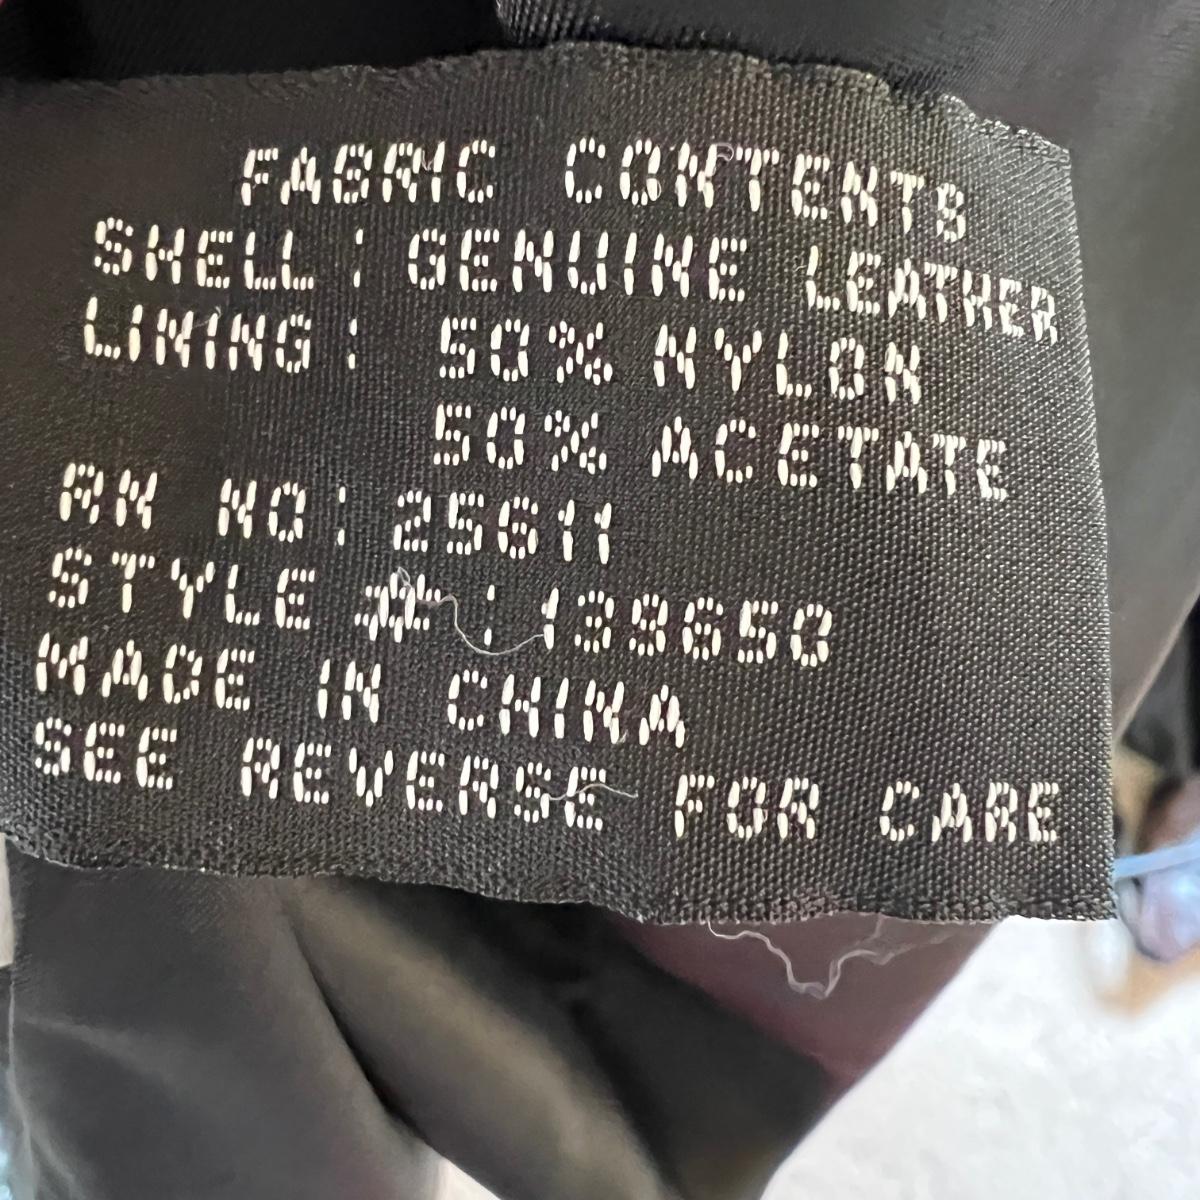 FABRIC CONTENTS
SHELL: GENUINE LEATHER
LINING: 50% NYLON
50% ACETATE
RN NO: 25611
STYLE #: 139650
MADE IN CHINA
SEE REVERSE FOR CARE